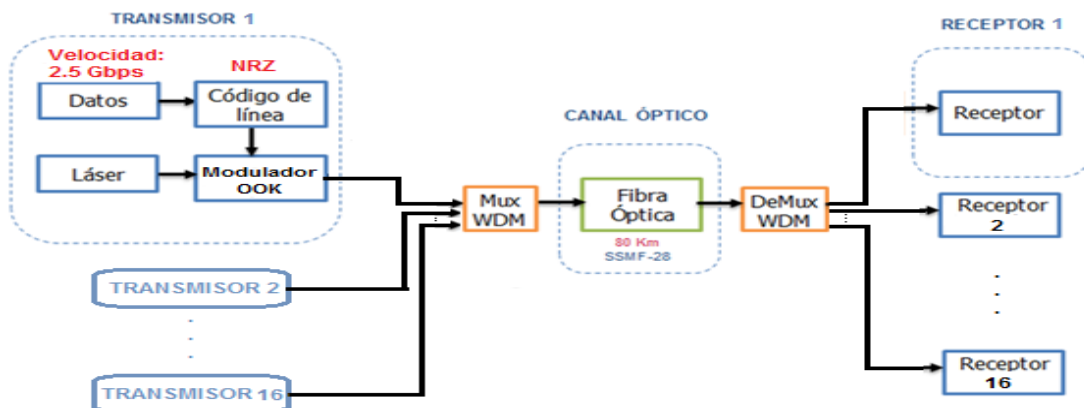 TRANSMISOR 1
Velocidad:
2.5 Gbps
NRZ
Datos
Código de
línea
Láser
Modulador
OOK
TRANSMISOR 2
TRANSMISOR 16
Mux
WDM
CANAL ÓPTICO
Fibra
Óptica
80 Km
SSMF-28
DeMux
WDM
RECEPTOR 1
Receptor
Receptor
2
Receptor
16